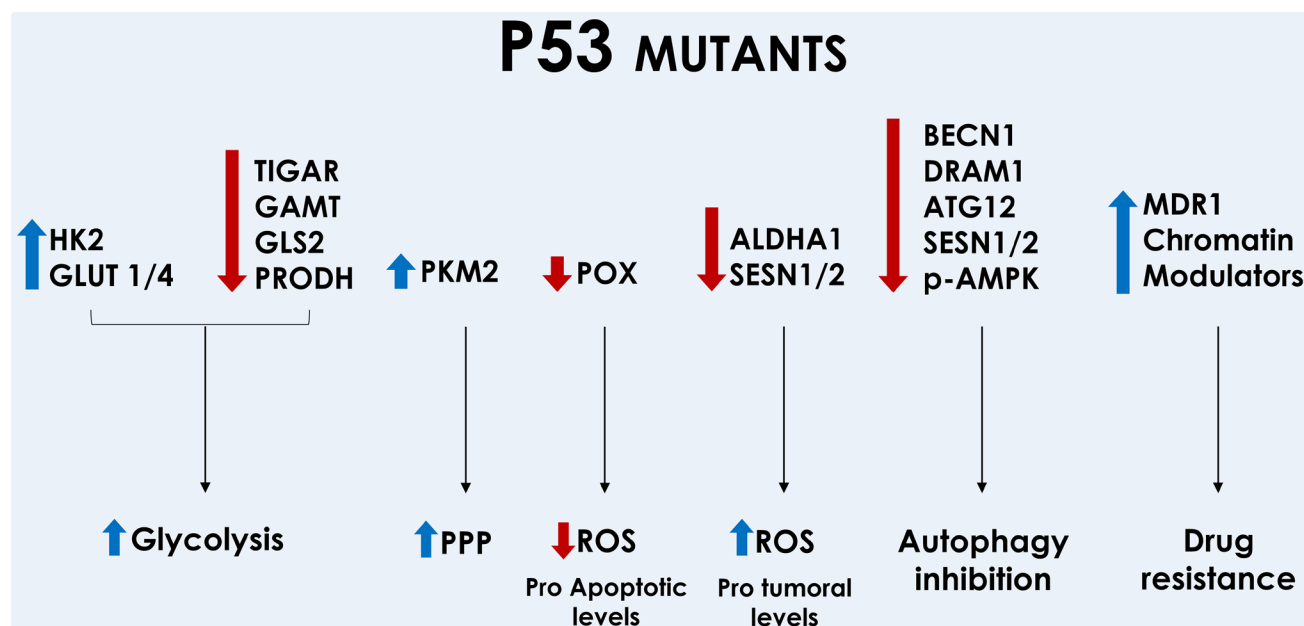 P53 MUTANTS
HK2
GLUT 1/4
TIGAR
GAMT
GLS2
PRODH
PKM2
POX
ALDHA1
SESN1/2
BECN1
DRAM1
ATG12
SESN1/2
p-AMPK
MDR1
Chromatin
Modulators
Glycolysis
PPP
ROS
Pro Apoptotic
levels
ROS
Pro tumoral
levels
Autophagy
inhibition
Drug
resistance